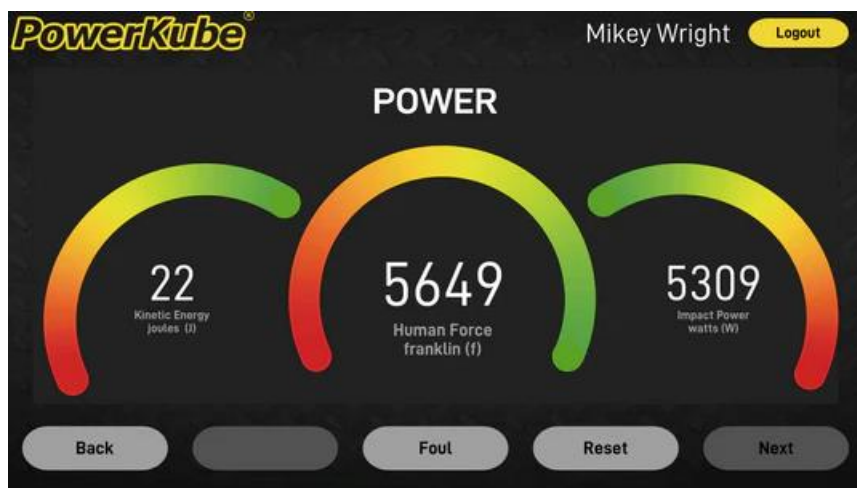 PowerKube®
Mikey Wright
Logout
POWER
22
Kinetic Energy
joules (J)
5649
Human Force
franklin (f)
5309
Impact Power
watts (W)
Back
Foul
Reset
Next